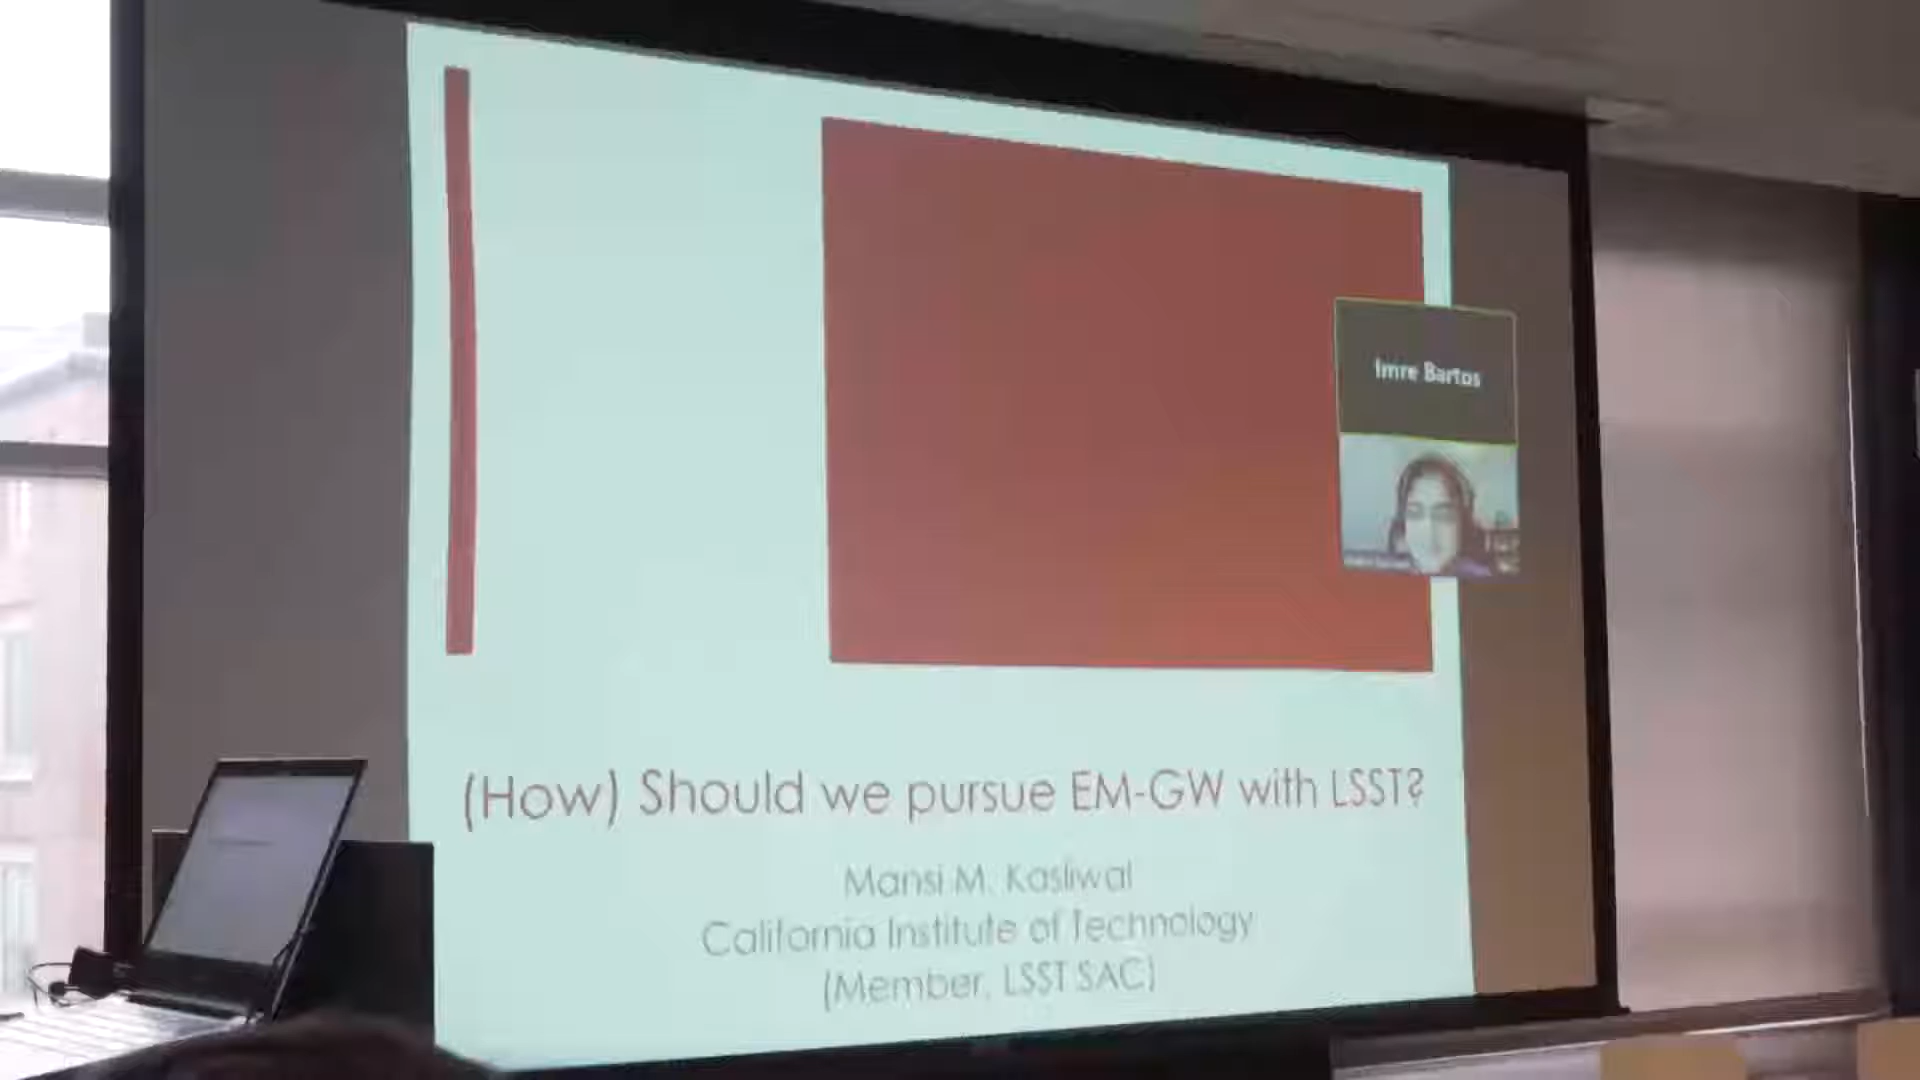 Imre Bartos
(How) Should we pursue EM-GW with LSST?
Mansi M. Kasliwal
California Institute of Technology
(Member, LSST SAC)